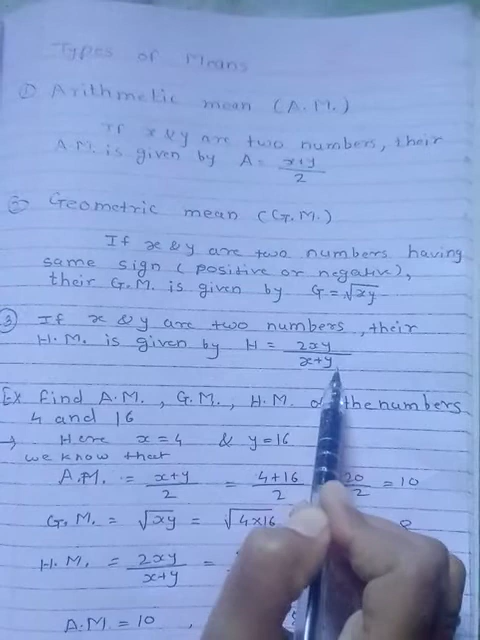 Types of Means
① Arithmetic mean (A.M.)
If x & y are two numbers, their
A.M. is given by A = x+y/2
② Geometric mean (G.M.)
If x & y are two numbers having
same sign (positive or negative),
their G.M. is given by G = √xy
③ If x & y are two numbers, their
H.M. is given by H = 2xy/x+y
Ex find A.M., G.M., H.M. of the numbers
4 and 16
→ Here x = 4 & y = 16
we know that
A.M. = x+y/2 = 4+16/2 = 20/2 = 10
G.M. = √xy = √4×16
H.M. = 2xy/x+y =
A.M = 10,